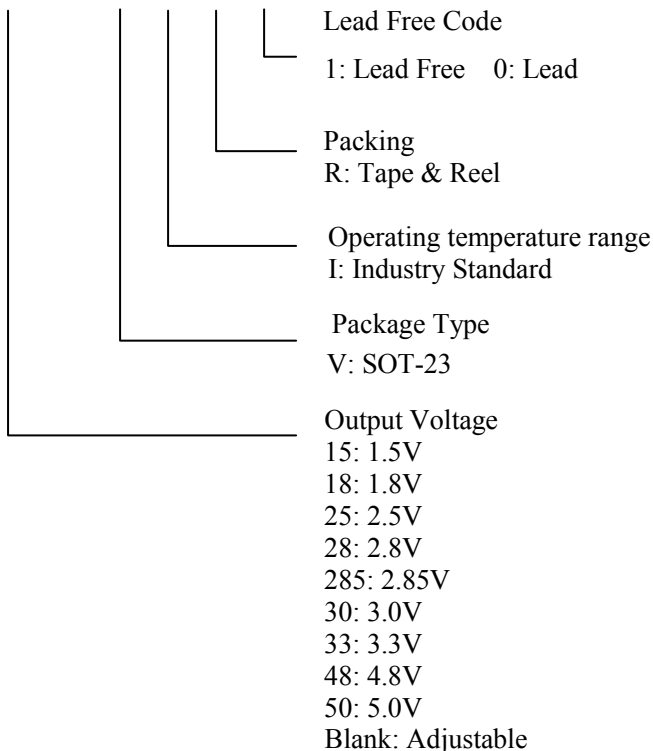 Lead Free Code
1: Lead Free 0: Lead
Packing
R: Tape & Reel
Operating temperature range
I: Industry Standard
Package Type
V: SOT-23
Output Voltage
15: 1.5V
18: 1.8V
25: 2.5V
28: 2.8V
285: 2.85V
30: 3.0V
33: 3.3V
48: 4.8V
50: 5.0V
Blank: Adjustable